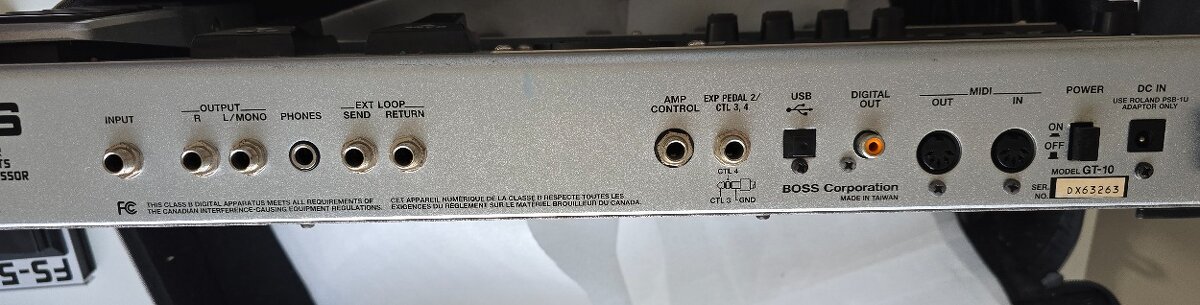 INPUT
OUTPUT
R L/MONO
PHONES
EXT LOOP
SEND RETURN
AMP
CONTROL
EXP PEDAL 2/
CTL 3, 4
CTL 4
CTL 3 GND
USB
DIGITAL
OUT
MIDI
OUT IN
POWER
ON
OFF
DC IN
USE ROLAND PSB-1U
ADAPTOR ONLY
BOSS Corporation
MADE IN TAIWAN
MODEL GT-10
SER.
NO.
DX63263
FC THIS CLASS B DIGITAL APPARATUS MEETS ALL REQUIREMENTS OF
THE CANADIAN INTERFERENCE-CAUSING EQUIPMENT REGULATIONS.
CET APPAREIL NUMÉRIQUE DE LA CLASSE B RESPECTE TOUTES LES
EXIGENCES DU RÈGLEMENT SUR LE MATÉRIEL BROUILLEUR DU CANADA.
FS-5